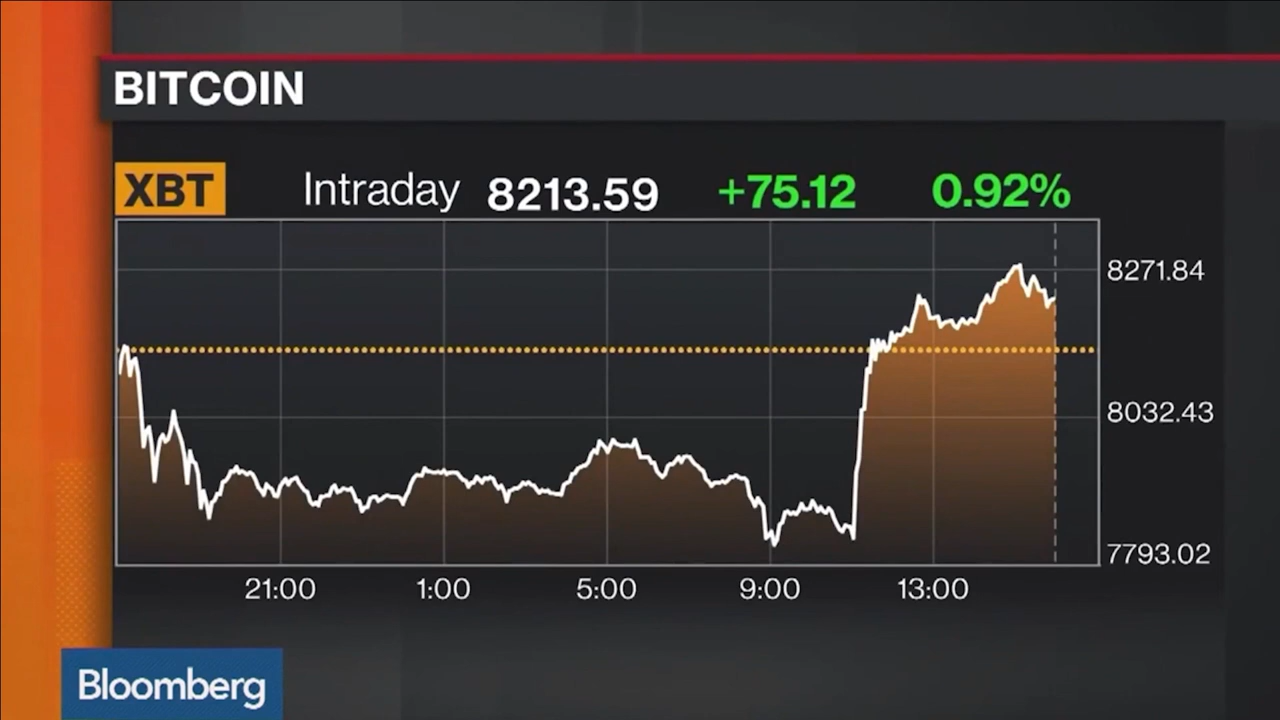 BITCOIN
XBT Intraday 8213.59 +75.12 0.92%
8271.84
8032.43
7793.02
21:00 1:00 5:00 9:00 13:00
Bloomberg